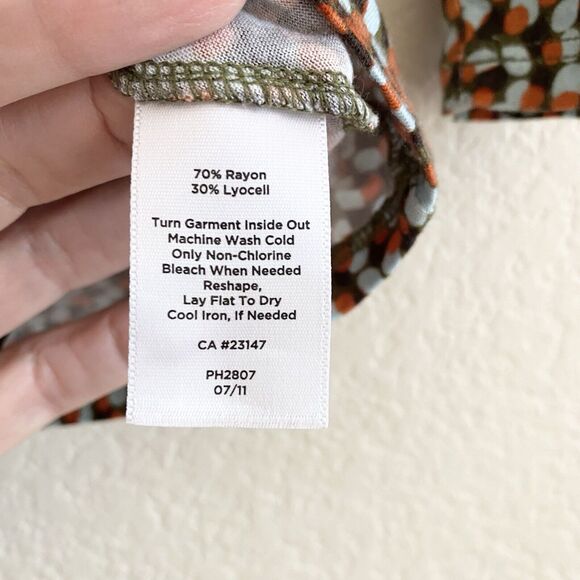 70% Rayon
30% Lyocell
Turn Garment Inside Out
Machine Wash Cold
Only Non-Chlorine
Bleach When Needed
Reshape,
Lay Flat To Dry
Cool Iron, If Needed
CA #23147
PH2807
07/11